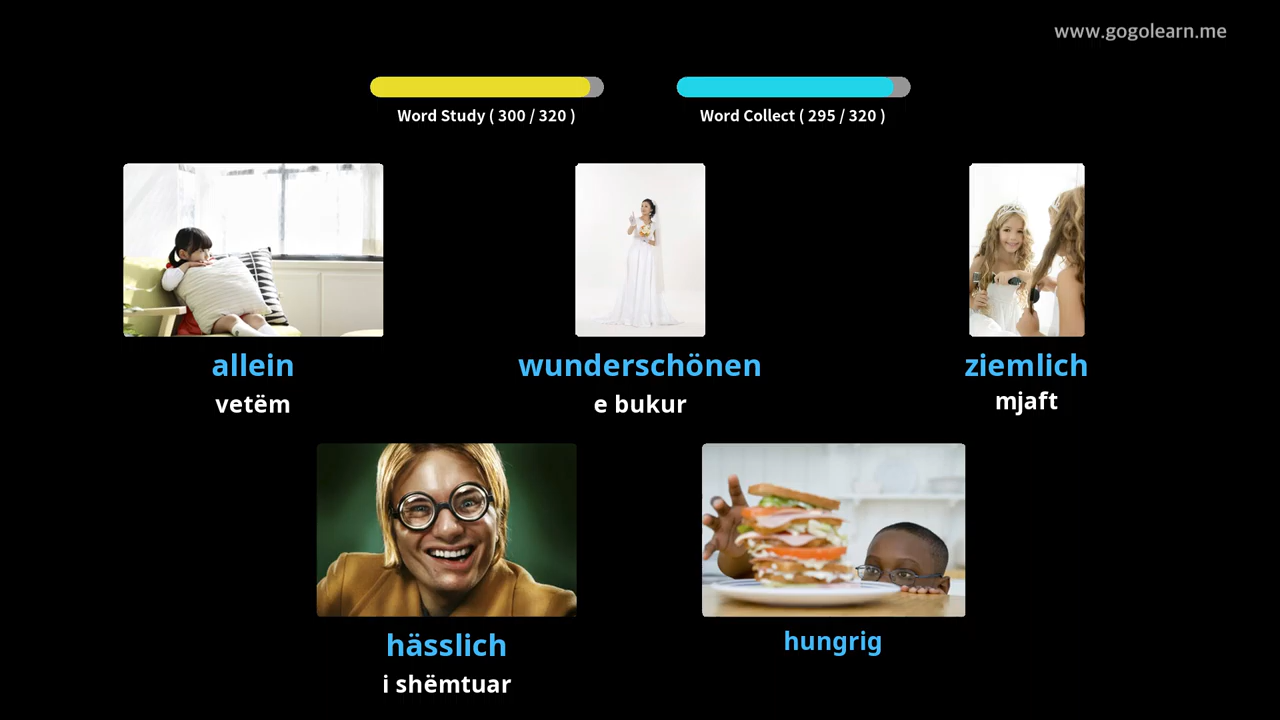 www.gogolearn.me
Word Study ( 300 / 320 )
Word Collect ( 295 / 320 )
allein
vetëm
wunderschönen
e bukur
ziemlich
mjaft
hässlich
i shëmtuar
hungrig